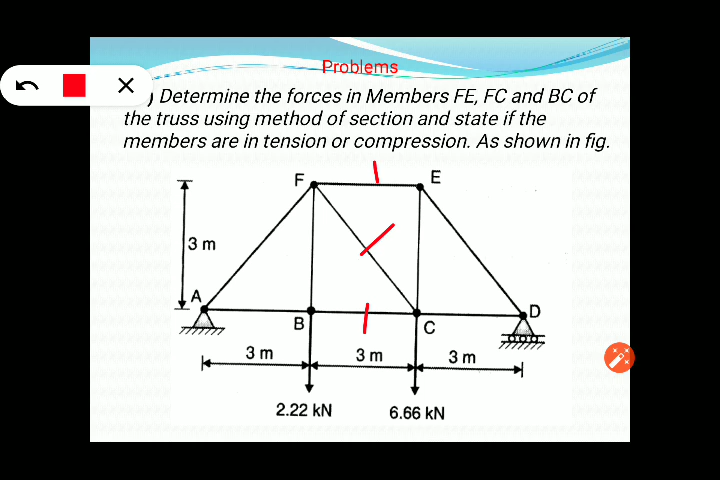 Problems
) Determine the forces in Members FE, FC and BC of
the truss using method of section and state if the
members are in tension or compression. As shown in fig.
F
E
3 m
A
B
C
D
3 m
3 m
3 m
2.22 kN
6.66 kN